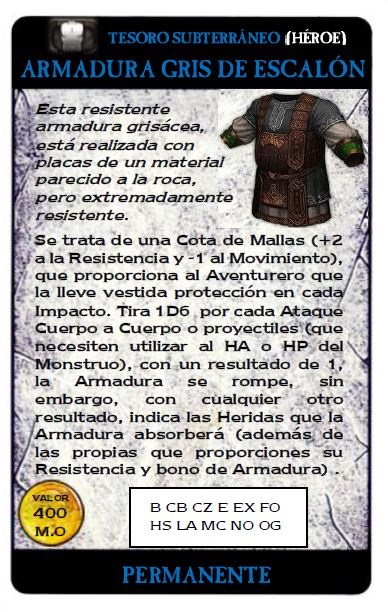 TESORO SUBTERRÁNEO (HÉROE)
ARMADURA GRIS DE ESCALÓN
Esta resistente
armadura grisácea,
está realizada con
placas de un material
parecido a la roca,
pero extremadamente
resistente.
Se trata de una Cota de Mallas (+2
a la Resistencia y -1 al Movimiento),
que proporciona al Aventurero que
la lleve vestida protección en cada
Impacto. Tira 1D6 por cada Ataque
Cuerpo a Cuerpo o proyectiles (que
necesiten utilizar al HA o HP del
Monstruo), con un resultado de 1,
la Armadura se rompe, sin
embargo, con cualquier otro
resultado, indica las Heridas que la
Armadura absorberá (además de
las propias que proporciones su
Resistencia y bono de Armadura) .
VALOR
400
M.O
B CB CZ E EX FO
HS LA MC NO OG
PERMANENTE